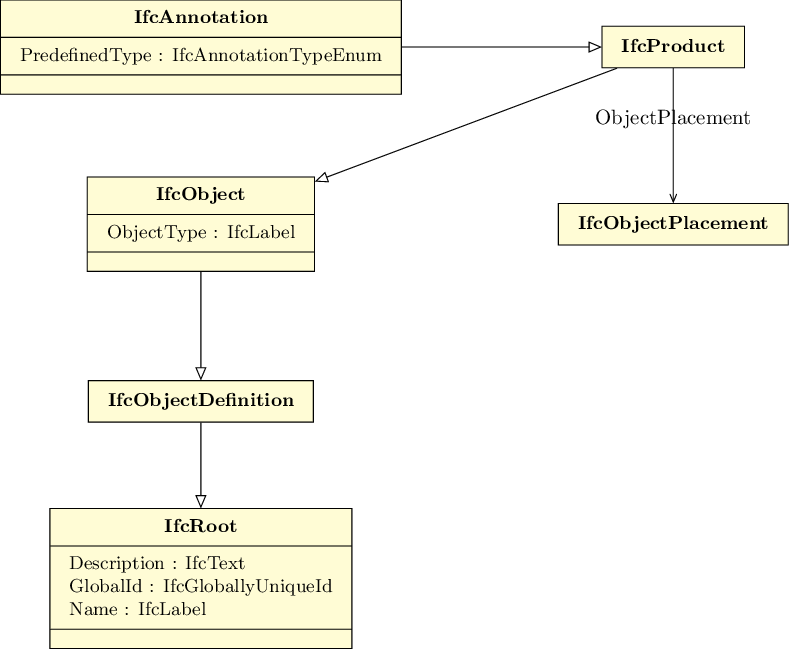 IfcAnnotation
PredefinedType : IfcAnnotationTypeEnum
IfcProduct
ObjectPlacement
IfcObject
ObjectType : IfcLabel
IfcObjectPlacement
IfcObjectDefinition
IfcRoot
Description : IfcText
GlobalId : IfcGloballyUniqueId
Name : IfcLabel